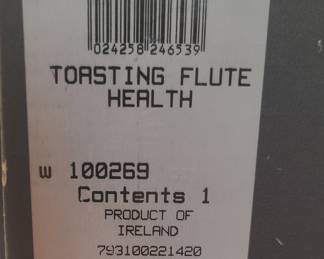 024258 246539
TOASTING FLUTE
HEALTH
W 100269
Contents 1
PRODUCT OF
IRELAND
793100221420